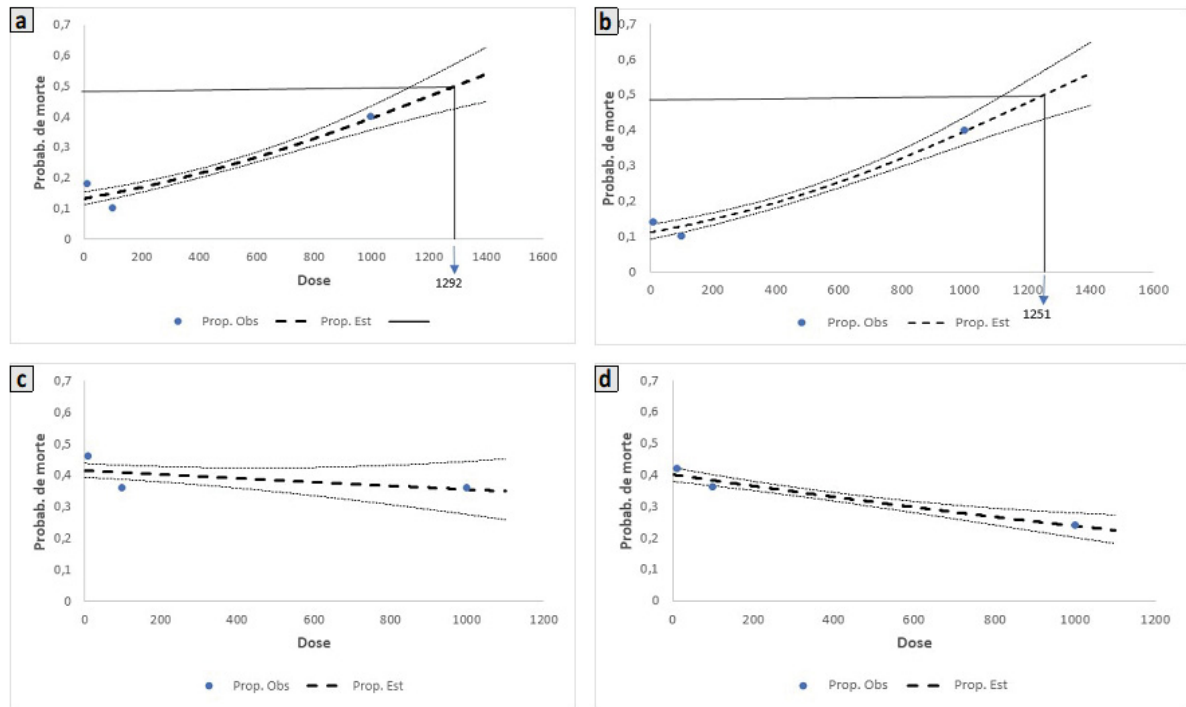 a
0,7
0,6
0,5
0,4
0,3
0,2
0,1
0
Probab. de morte
0 200 400 600 800 1000 1200 1400 1600
Dose
1292
Prop. Obs Prop. Est
b
0,7
0,6
0,5
0,4
0,3
0,2
0,1
0
Probab. de morte
0 200 400 600 800 1000 1200 1400 1600
1251
Prop. Obs Prop. Est
c
0,7
0,6
0,5
0,4
0,3
0,2
0,1
0
Probab. de morte
0 200 400 600 800 1000 1200
Dose
Prop. Obs Prop. Est
d
0,7
0,6
0,5
0,4
0,3
0,2
0,1
0
Probab. de morte
0 200 400 600 800 1000 1200
Dose
Prop. Obs Prop. Est